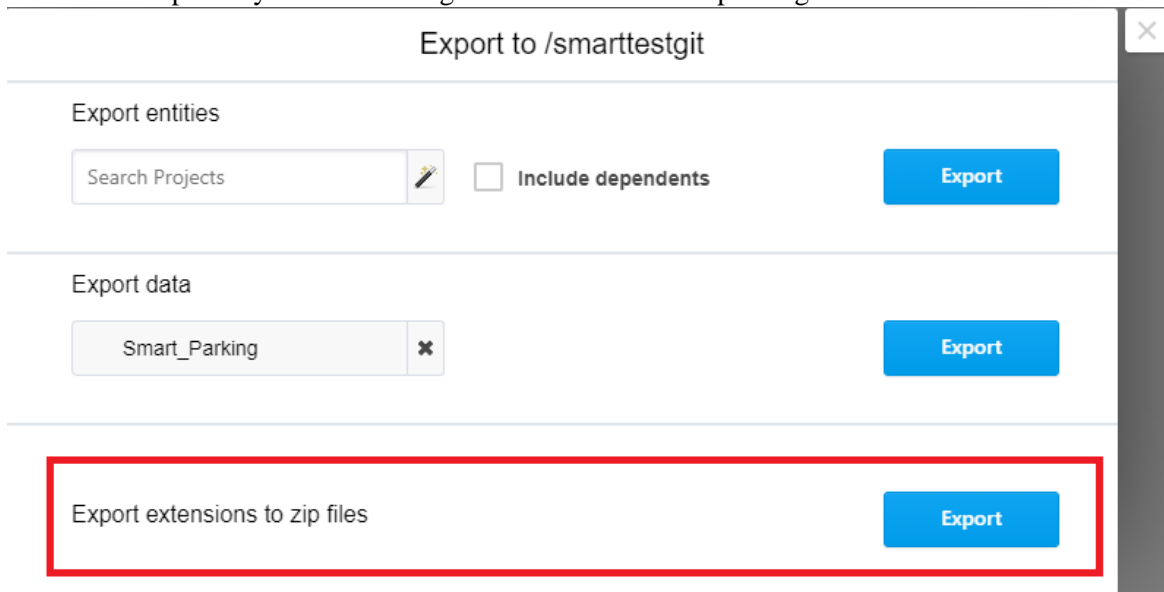 Export to /smarttestgit
Export entities
Search Projects
Include dependents
Export
Export data
Smart_Parking
Export
Export extensions to zip files
Export